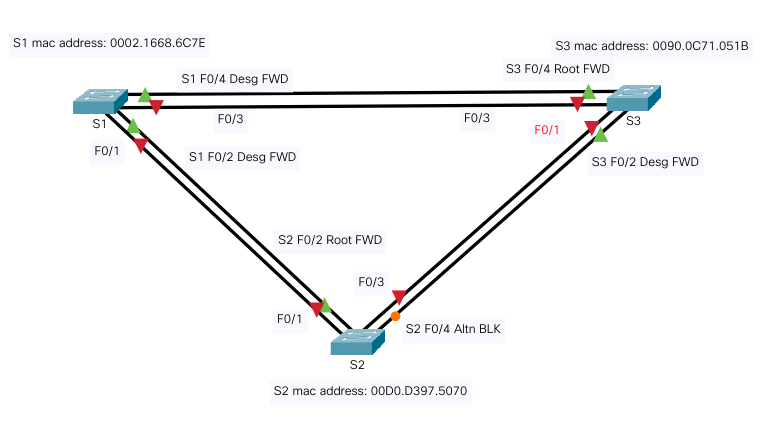 S1 mac address: 0002.1668.6C7E
S3 mac address: 0090.0C71.051B
S1 F0/4 Desg FWD
S3 F0/4 Root FWD
S1
F0/3
F0/3
S3
F0/1
F0/1
S1 F0/2 Desg FWD
S3 F0/2 Desg FWD
S2 F0/2 Root FWD
F0/3
F0/1
S2 F0/4 Altn BLK
S2
S2 mac address: 00D0.D397.5070